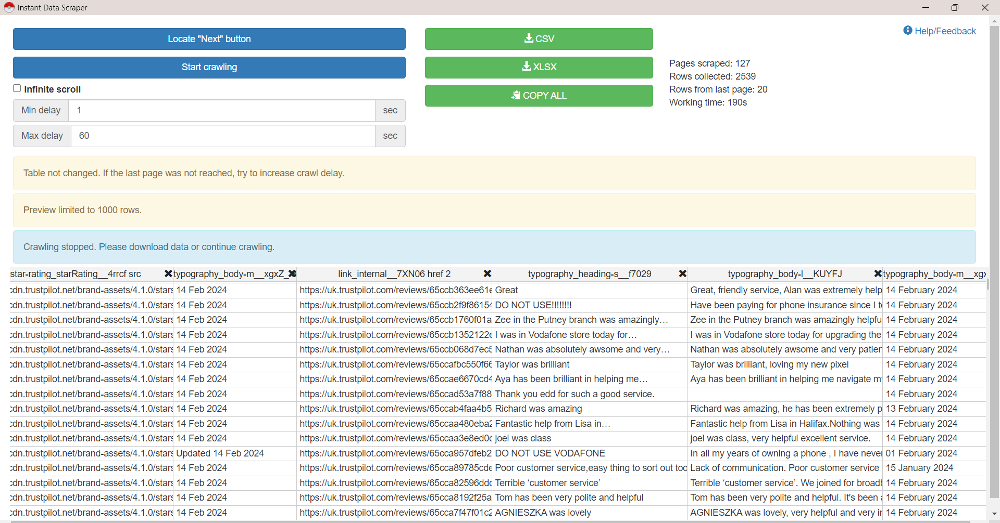 Instant Data Scraper
Locate "Next" button
Start crawling
Infinite scroll
Min delay 1 sec
Max delay 60 sec
CSV
XLSX
COPY ALL
Help/Feedback
Pages scraped: 127
Rows collected: 2539
Rows from last page: 20
Working time: 190s
Table not changed. If the last page was not reached, try to increase crawl delay.
Preview limited to 1000 rows.
Crawling stopped. Please download data or continue crawling.
star-rating_starRating__4rrcf src typography_body-m__xgxZ_ link_internal__7XN06 href 2 typography_heading-s__f7029 typography_body-l__KUYFJ typography_body-m__xgx
cdn.trustpilot.net/brand-assets/4.1.0/stars 14 Feb 2024 https://uk.trustpilot.com/reviews/65ccb363ee61e Great Great, friendly service, Alan was extremely help 14 February 2024
cdn.trustpilot.net/brand-assets/4.1.0/stars 14 Feb 2024 https://uk.trustpilot.com/reviews/65ccb2f9f86154 DO NOT USE!!!!!!!! Have been paying for phone insurance since I to 14 February 2024
cdn.trustpilot.net/brand-assets/4.1.0/stars 14 Feb 2024 https://uk.trustpilot.com/reviews/65ccb1760f01a Zee in the Putney branch was amazingly… Zee in the Putney branch was amazingly helpfu 14 February 2024
cdn.trustpilot.net/brand-assets/4.1.0/stars 14 Feb 2024 https://uk.trustpilot.com/reviews/65ccb1352122e I was in Vodafone store today for… I was in Vodafone store today for upgrading the 14 February 2024
cdn.trustpilot.net/brand-assets/4.1.0/stars 14 Feb 2024 https://uk.trustpilot.com/reviews/65ccb068d7ec5 Nathan was absolutely awsome and very… Nathan was absolutely awsome and very patien 14 February 2024
cdn.trustpilot.net/brand-assets/4.1.0/stars 14 Feb 2024 https://uk.trustpilot.com/reviews/65ccafbc550f66 Taylor was brilliant Taylor was brilliant, loving my new pixel 14 February 2024
cdn.trustpilot.net/brand-assets/4.1.0/stars 14 Feb 2024 https://uk.trustpilot.com/reviews/65ccae6670cd4 Aya has been brilliant in helping me… Aya has been brilliant in helping me navigate my 14 February 2024
cdn.trustpilot.net/brand-assets/4.1.0/stars 14 Feb 2024 https://uk.trustpilot.com/reviews/65ccad53a7f88 Thank you edd for such a good service. 14 February 2024
cdn.trustpilot.net/brand-assets/4.1.0/stars 14 Feb 2024 https://uk.trustpilot.com/reviews/65ccab4faa4b5 Richard was amazing Richard was amazing, he has been extremely p 13 February 2024
cdn.trustpilot.net/brand-assets/4.1.0/stars 14 Feb 2024 https://uk.trustpilot.com/reviews/65ccaa480eba2 Fantastic help from Lisa in… Fantastic help from Lisa in Halifax.Nothing was 14 February 2024
cdn.trustpilot.net/brand-assets/4.1.0/stars 14 Feb 2024 https://uk.trustpilot.com/reviews/65ccaa3e8ed0c joel was class joel was class, very helpful excellent service. 14 February 2024
cdn.trustpilot.net/brand-assets/4.1.0/stars Updated 14 Feb 2024 https://uk.trustpilot.com/reviews/65cca957dfeb2 DO NOT USE VODAFONE In all my years of owning a phone , I have never 01 February 2024
cdn.trustpilot.net/brand-assets/4.1.0/stars 14 Feb 2024 https://uk.trustpilot.com/reviews/65cca89785cde Poor customer service,easy thing to sort out too Lack of communication. Poor customer service 15 January 2024
cdn.trustpilot.net/brand-assets/4.1.0/stars 14 Feb 2024 https://uk.trustpilot.com/reviews/65cca82596ddc Terrible ‘customer service’ Terrible ‘customer service’. We joined for broadb 14 February 2024
cdn.trustpilot.net/brand-assets/4.1.0/stars 14 Feb 2024 https://uk.trustpilot.com/reviews/65cca8192f25a Tom has been very polite and helpful Tom has been very polite and helpful. It's been a 14 February 2024
cdn.trustpilot.net/brand-assets/4.1.0/stars 14 Feb 2024 https://uk.trustpilot.com/reviews/65cca7f47f01c2 AGNIESZKA was lovely AGNIESZKA was lovely, very helpful and very in 14 February 2024